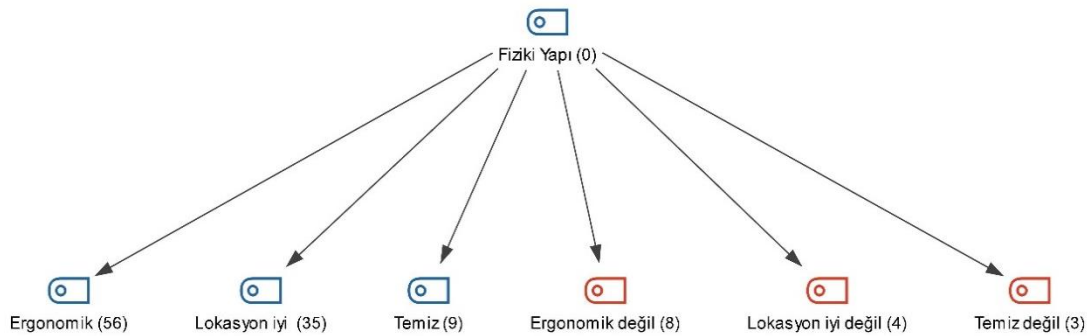 Fiziki Yapı (0)
Ergonomik (56)
Lokasyon iyi (35)
Temiz (9)
Ergonomik değil (8)
Lokasyon iyi değil (4)
Temiz değil (3)